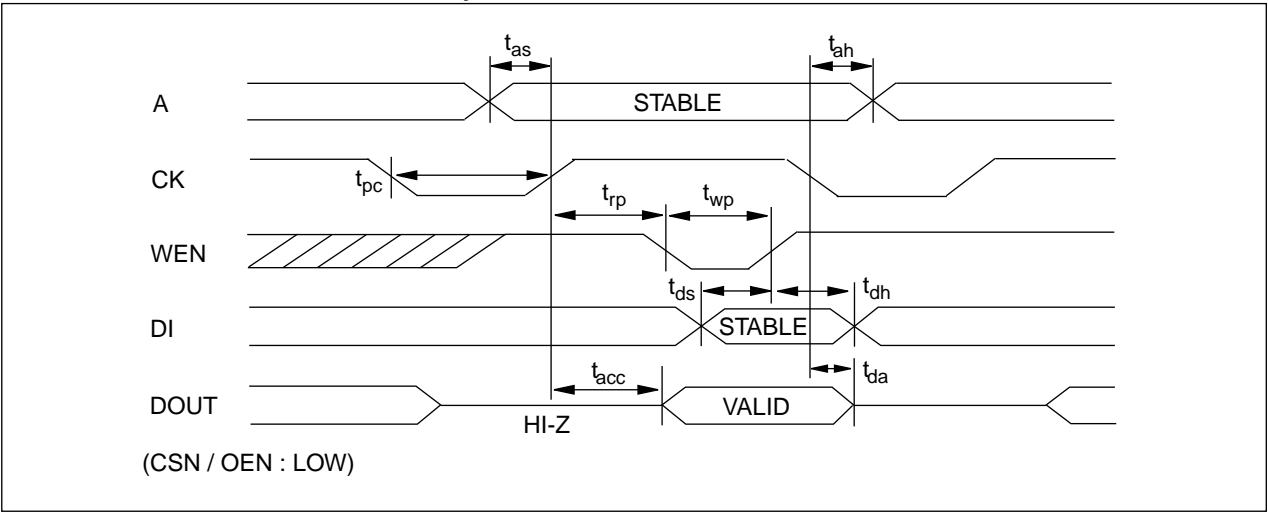 tas tah
A STABLE
CK tpc
trp twp
WEN
tds tdh
DI STABLE
tacc tda
DOUT VALID
HI-Z
(CSN / OEN : LOW)